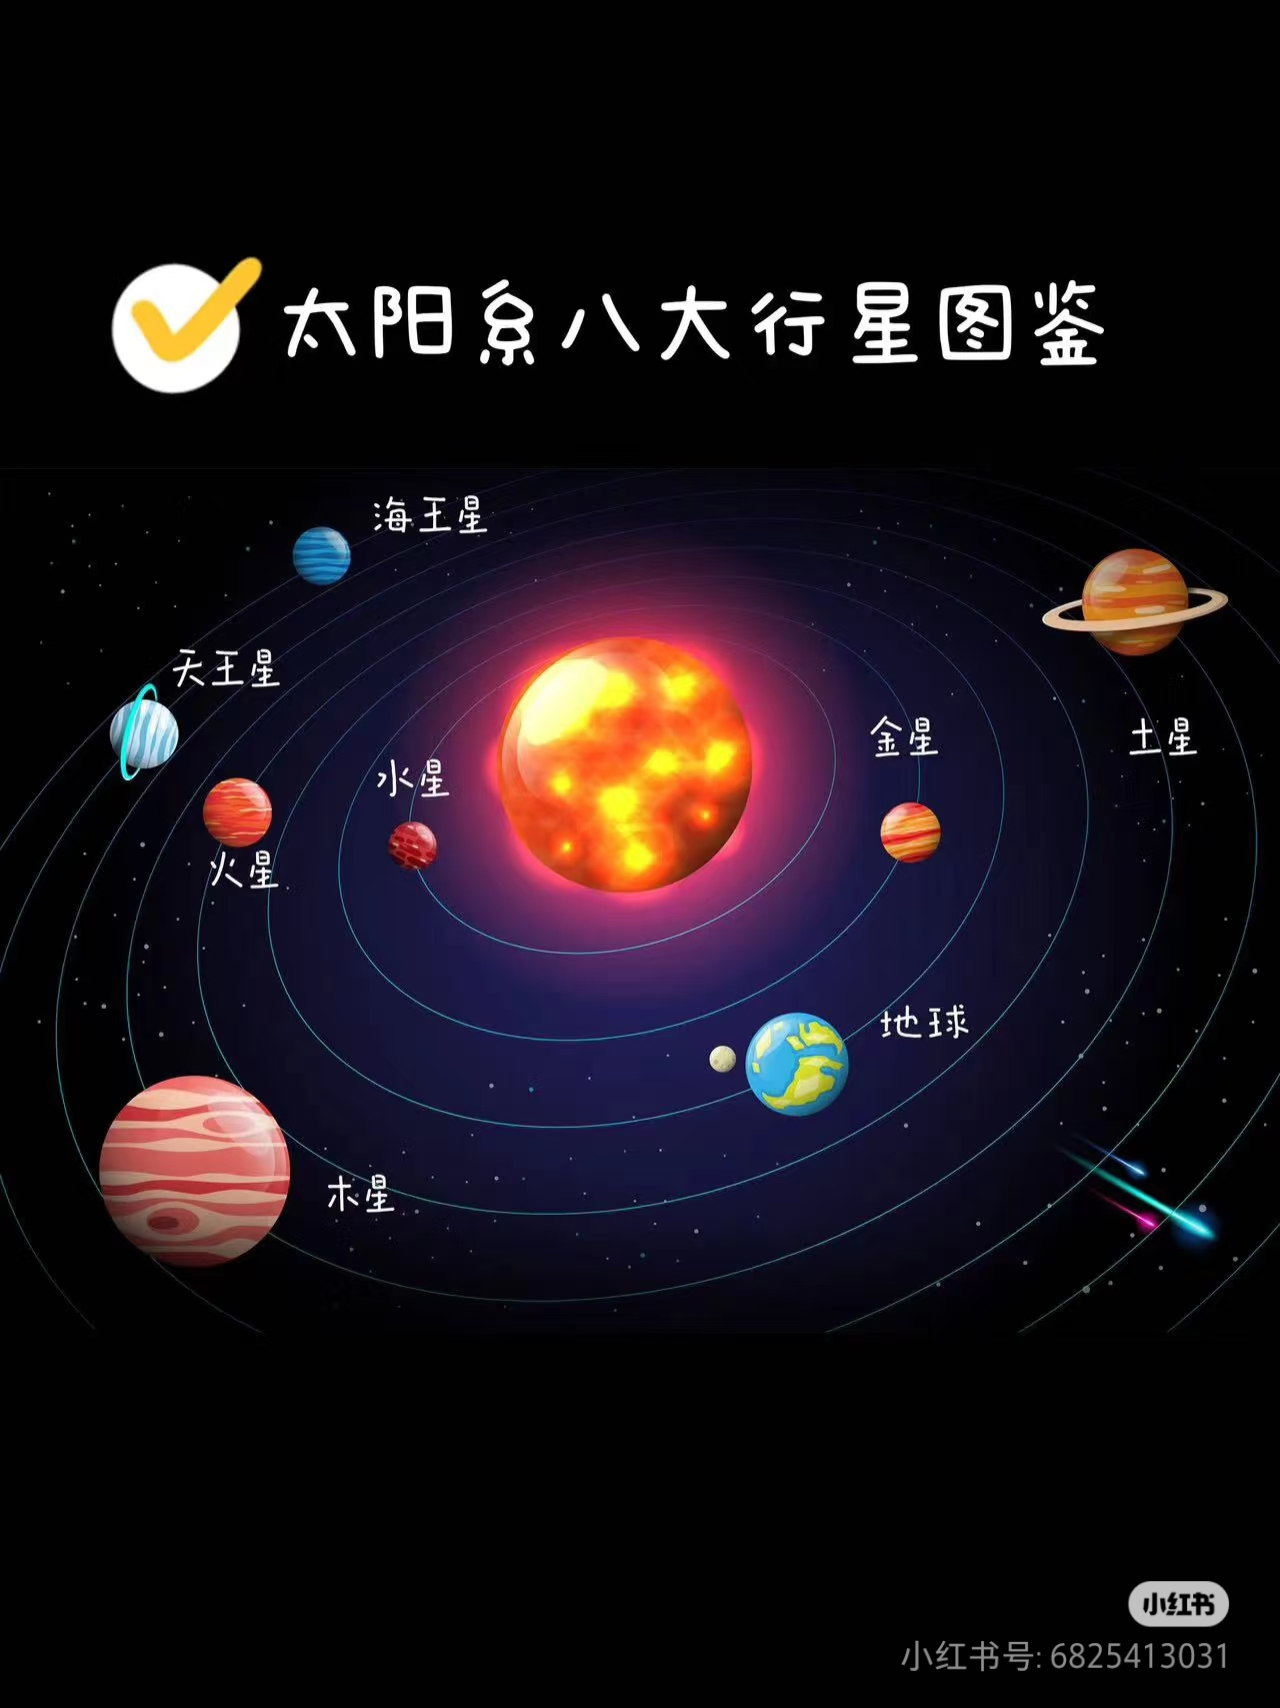 太阳系八大行星图鉴
海王星
天王星
金星
土星
水星
火星
地球
木星
小红书
小红书号: 6825413031